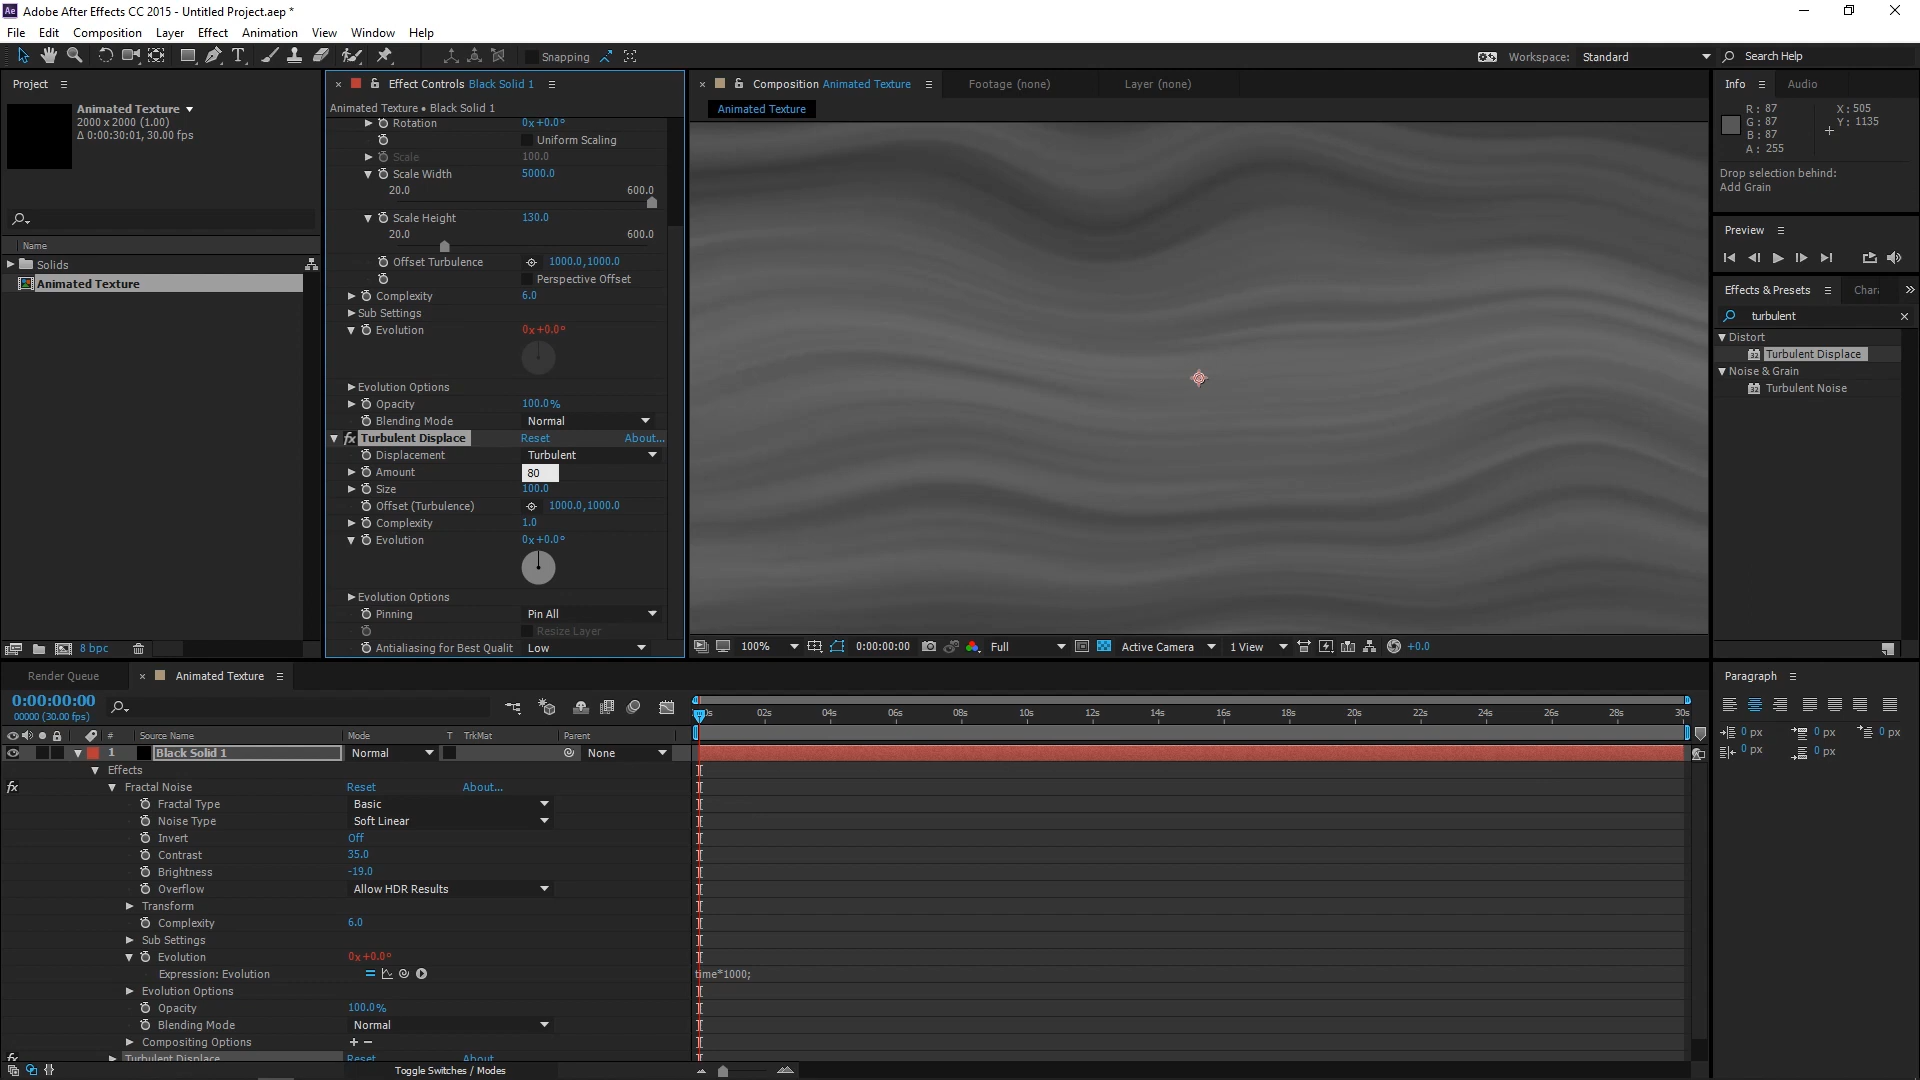 Ae Adobe After Effects CC 2015 - Untitled Project.aep *
File Edit Composition Layer Effect Animation View Window Help
Snapping Workspace: Standard Search Help
Project
Animated Texture
2000 x 2000 (1.00)
Δ 0:00:30:01, 30.00 fps
Name
Solids
Animated Texture
8 bpc
Effect Controls Black Solid 1
Animated Texture • Black Solid 1
Rotation 0x+0.0°
Uniform Scaling
Scale 100.0
Scale Width 5000.0
20.0 600.0
Scale Height 130.0
20.0 600.0
Offset Turbulence 1000.0,1000.0
Perspective Offset
Complexity 6.0
Sub Settings
Evolution 0x+0.0°
Evolution Options
Opacity 100.0%
Blending Mode Normal
fx Turbulent Displace Reset About...
Displacement Turbulent
Amount 80
Size 100.0
Offset (Turbulence) 1000.0,1000.0
Complexity 1.0
Evolution 0x+0.0°
Evolution Options
Pinning Pin All
Resize Layer
Antialiasing for Best Qualit Low
Composition Animated Texture Footage (none) Layer (none)
Animated Texture
100% 0:00:00:00 Full Active Camera 1 View +0.0
Info Audio
R: 87 X: 505
G: 87 Y: 1135
B: 87
A: 255
Drop selection behind:
Add Grain
Preview
Effects & Presets Chara
turbulent
Distort
32 Turbulent Displace
Noise & Grain
32 Turbulent Noise
Paragraph
0 px 0 px 0 px
0 px 0 px
Render Queue Animated Texture
0:00:00:00
00000 (30.00 fps)
0s 02s 04s 06s 08s 10s 12s 14s 16s 18s 20s 22s 24s 26s 28s 30s
# Source Name Mode T TrkMat Parent
1 Black Solid 1 Normal None
Effects
fx Fractal Noise Reset About...
Fractal Type Basic
Noise Type Soft Linear
Invert Off
Contrast 35.0
Brightness -19.0
Overflow Allow HDR Results
Transform
Complexity 6.0
Sub Settings
Evolution 0x+0.0°
Expression: Evolution time*1000;
Evolution Options
Opacity 100.0%
Blending Mode Normal
Compositing Options + −
fx Turbulent Displace Reset About...
Toggle Switches / Modes